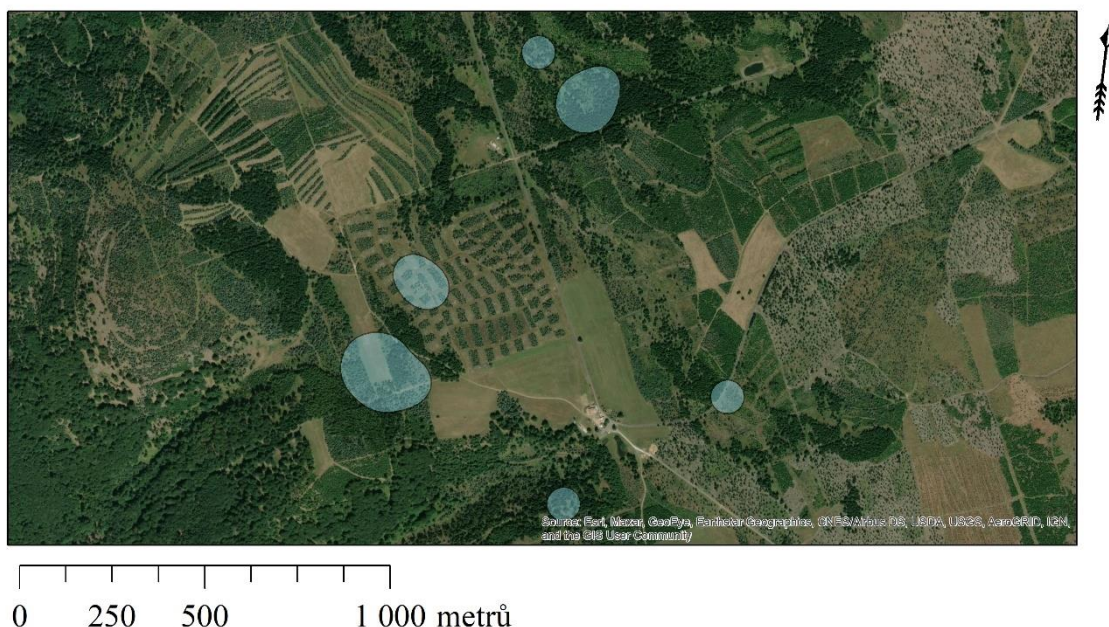 Source: Esri, Maxar, GeoEye, Earthstar Geographics, CNES/Airbus DS, USDA, USGS, AeroGRID, IGN,
and the GIS User Community
0 250 500 1 000 metrů